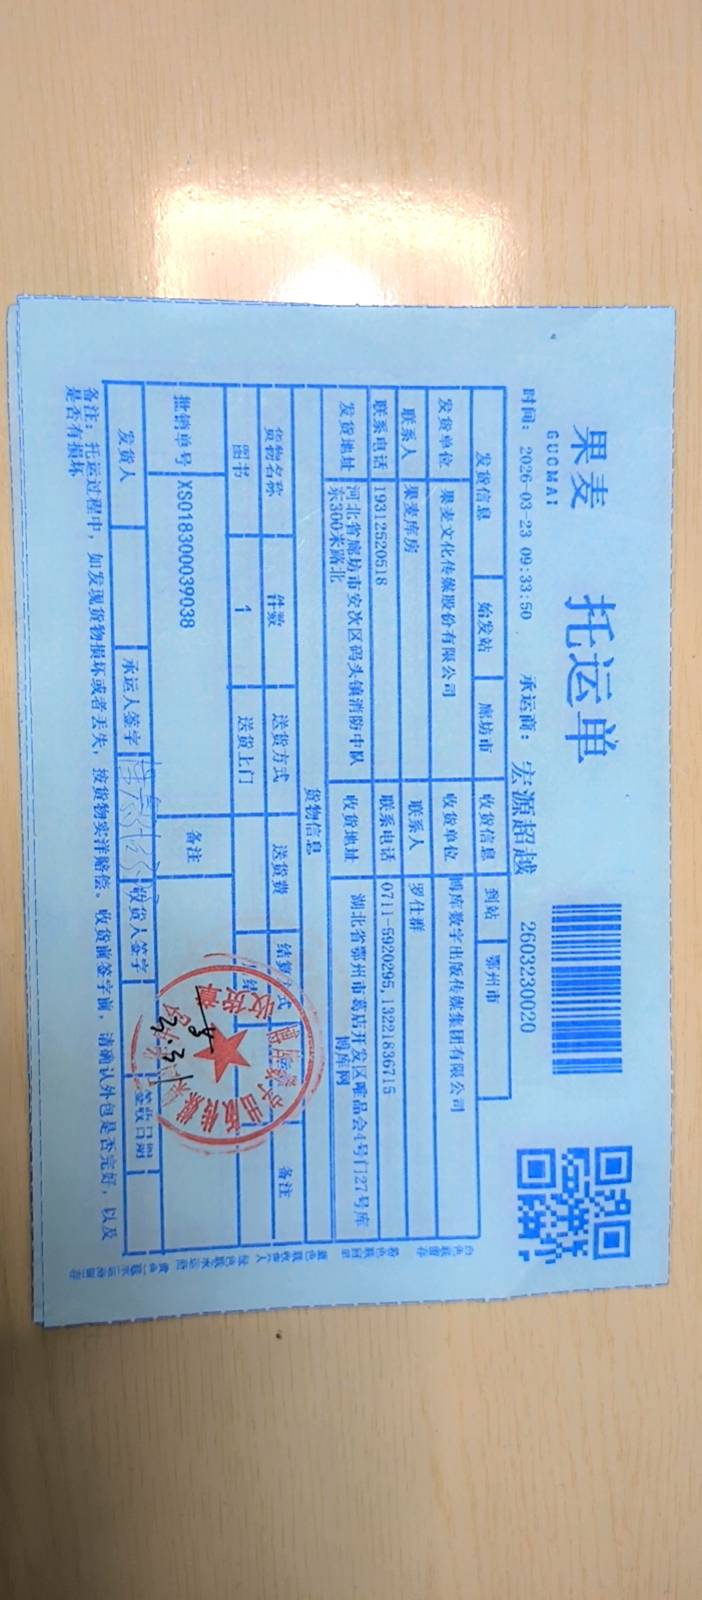 果麦
GUOMAI
托运单
时间: 2026-03-23 09:33:50 承运商: 宏源超越 2603230020
发货信息 始发站 廊坊市 收货信息 到站 鄂州市
发货单位 果麦文化传媒股份有限公司 收货单位 博库数字出版传媒集团有限公司
联系人 果麦库房 联系人 罗仕群
联系电话 19312520518 联系电话 0711-5920295,13221836715
发货地址 河北省廊坊市安次区码头镇消防中队东300米路北 收货地址 湖北省鄂州市葛店开发区唯品会4号门27号库博库网
货物信息
货物名称 件数 送货方式 送货费 结算方式 备注
图书 1 送货上门
批销单号 XS018300039038 备注
发货人 承运人签字 收货人签字 签收日期
备注: 托运过程中, 如发现货物损坏或者丢失, 按货物实洋赔偿。收货前签字前, 请确认外包是否完好, 以及
是否有损坏
收货章
3.31